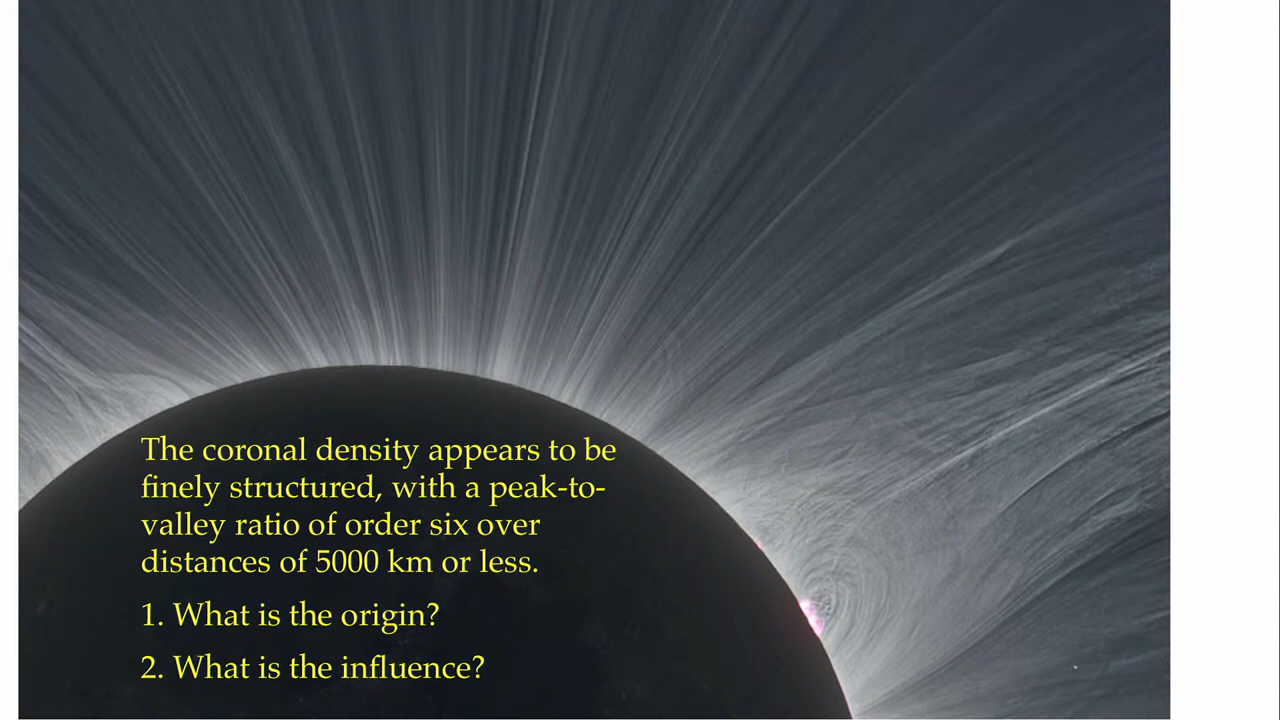 The coronal density appears to be
finely structured, with a peak-to-
valley ratio of order six over
distances of 5000 km or less.
1. What is the origin?
2. What is the influence?